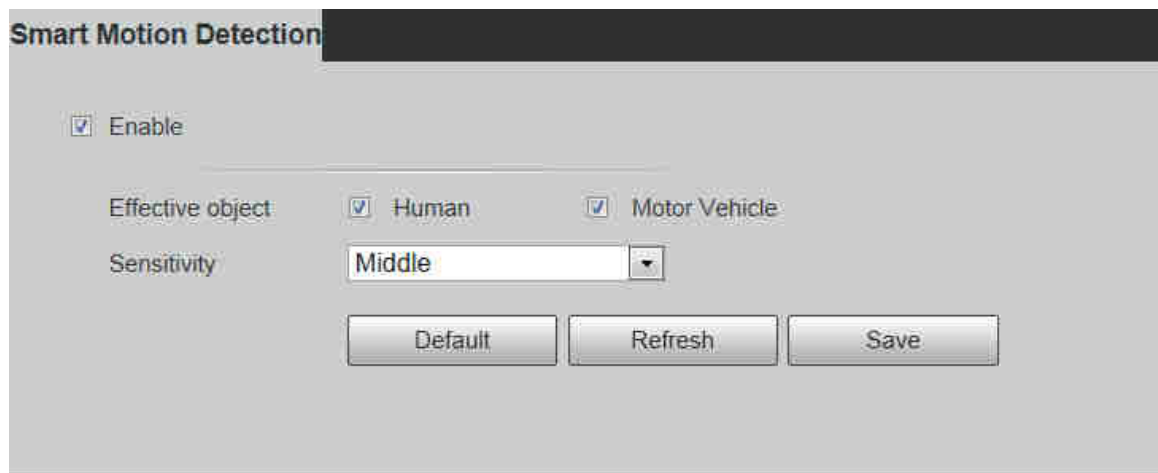 Smart Motion Detection
Enable
Effective object Human Motor Vehicle
Sensitivity Middle
Default Refresh Save